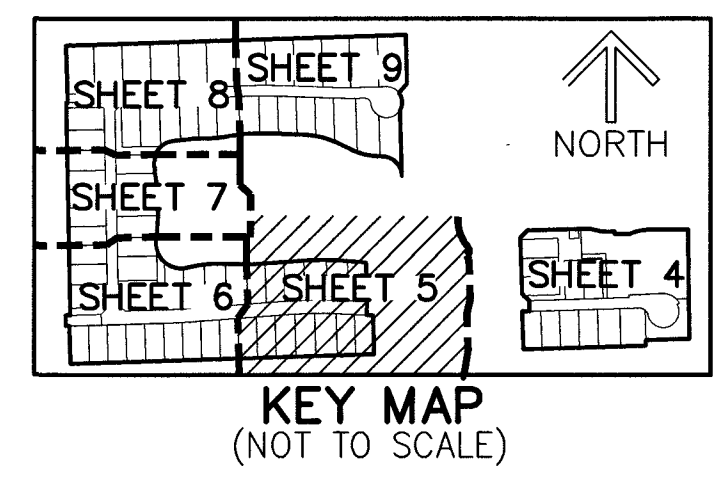 SHEET 9
SHEET 8
NORTH
SHEET 7
SHEET 4
SHEET 5
SHEET 6
KEY MAP
(NOT TO SCALE)